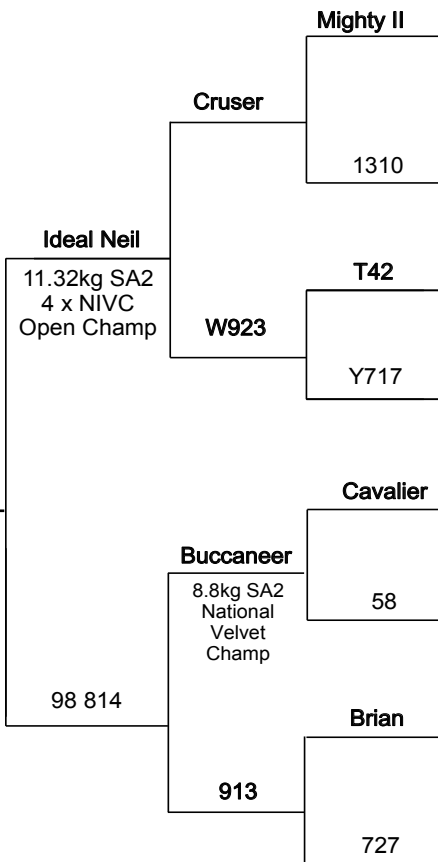 Mighty II
Cruser
1310
Ideal Neil
11.32kg SA2
4 x NIVC
Open Champ
T42
W923
Y717
Cavalier
Buccaneer
8.8kg SA2
National
Velvet
Champ
58
98 814
Brian
913
727